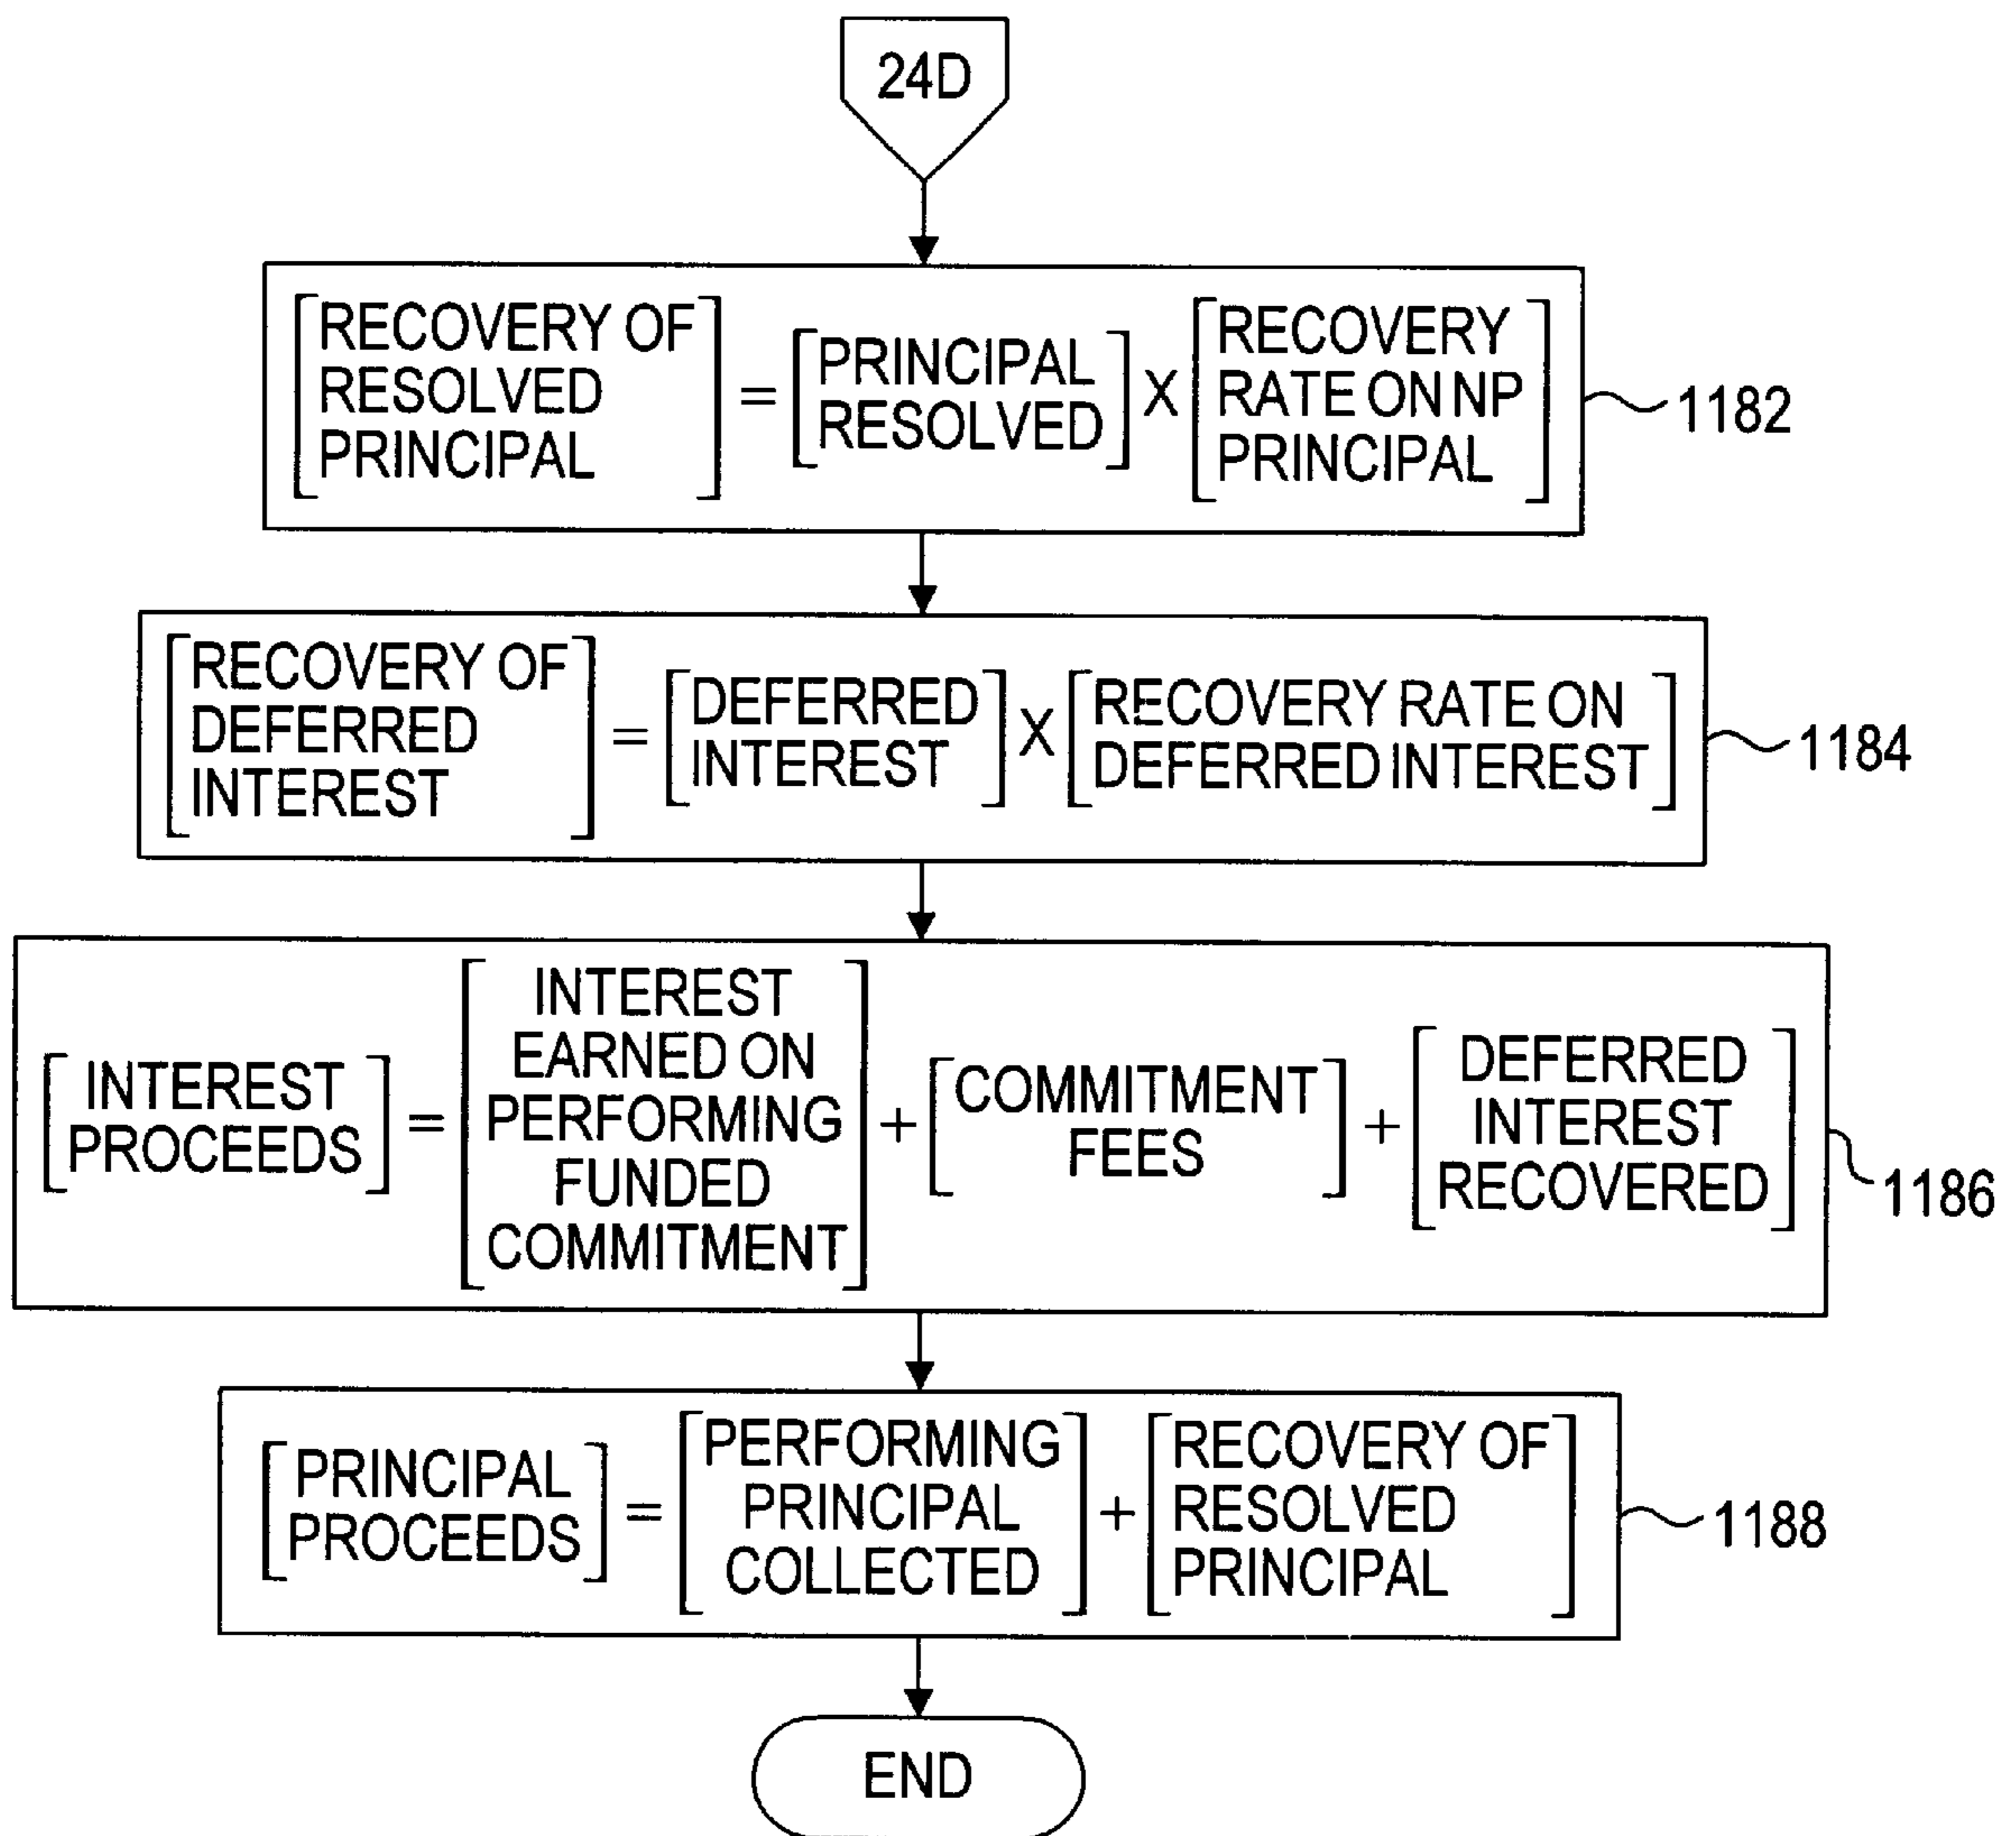 24D
RECOVERY OF
RESOLVED
PRINCIPAL
=
PRINCIPAL
RESOLVED
X
RECOVERY
RATE ON NP
PRINCIPAL
1182
RECOVERY OF
DEFERRED
INTEREST
=
DEFERRED
INTEREST
X
RECOVERY RATE ON
DEFERRED INTEREST
1184
INTEREST
PROCEEDS
=
INTEREST
EARNED ON
PERFORMING
FUNDED
COMMITMENT
+
COMMITMENT
FEES
+
DEFERRED
INTEREST
RECOVERED
1186
PRINCIPAL
PROCEEDS
=
PERFORMING
PRINCIPAL
COLLECTED
+
RECOVERY OF
RESOLVED
PRINCIPAL
1188
END